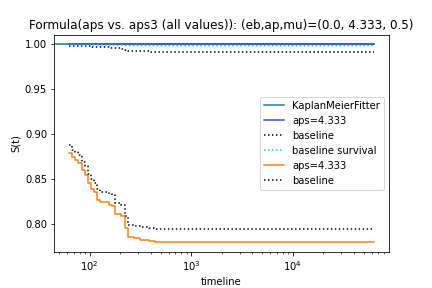 Formula(aps vs. aps3 (all values)): (eb,ap,mu)=(0.0, 4.333, 0.5)
1.00
0.95
0.90
0.85
0.80
S(t)
KaplanMeierFitter
aps=4.333
baseline
baseline survival
aps=4.333
baseline
10²
10³
10⁴
timeline